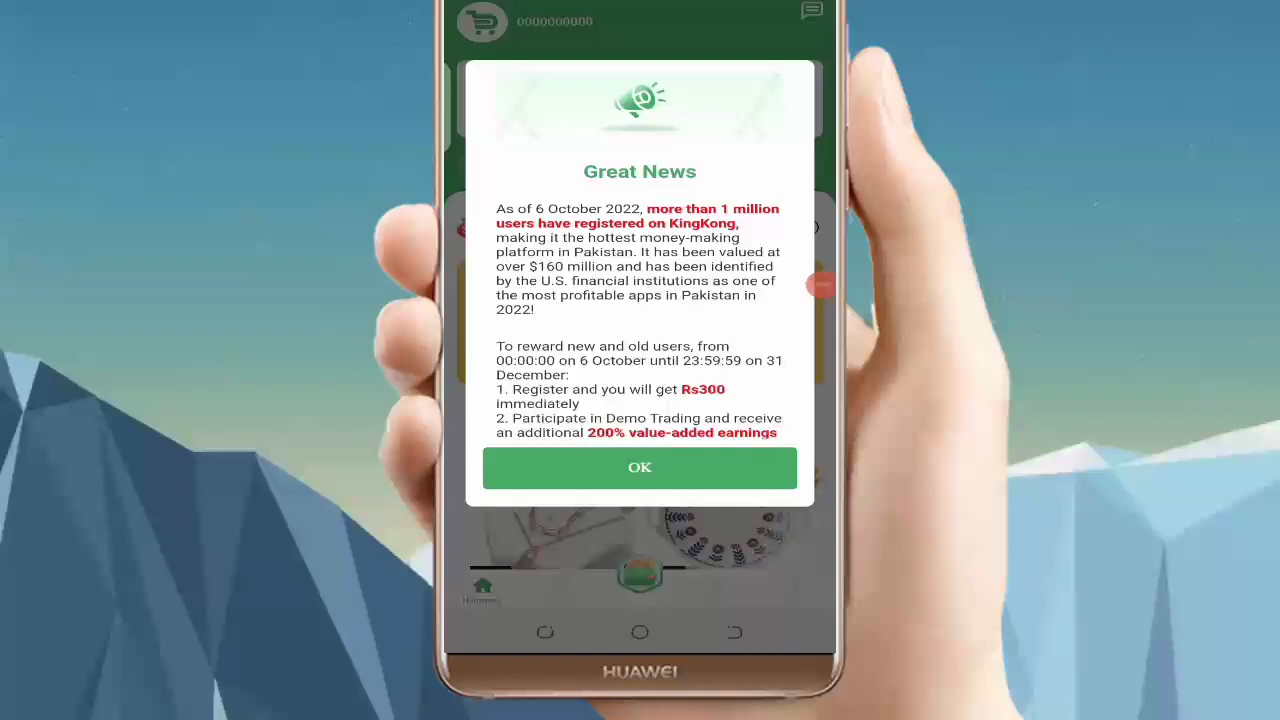 0000000000
Great News
As of 6 October 2022, more than 1 million
users have registered on KingKong,
making it the hottest money-making
platform in Pakistan. It has been valued at
over $160 million and has been identified
by the U.S. financial institutions as one of
the most profitable apps in Pakistan in
2022!
To reward new and old users, from
00:00:00 on 6 October until 23:59:59 on 31
December:
1. Register and you will get Rs300
immediately
2. Participate in Demo Trading and receive
an additional 200% value-added earnings
OK
HUAWEI